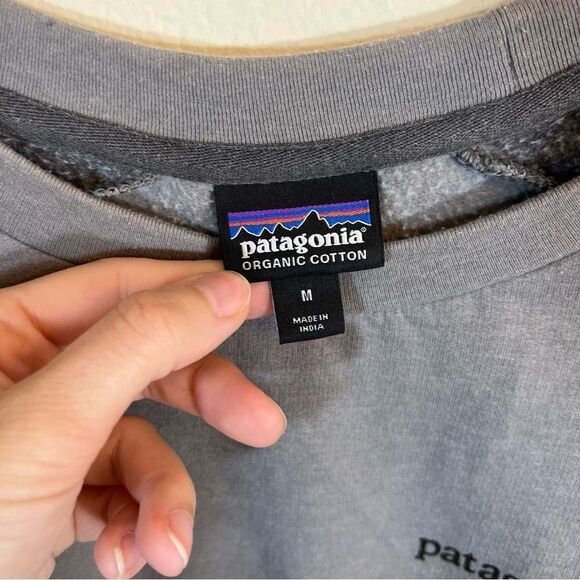 patagonia®
ORGANIC COTTON
M
MADE IN
INDIA
patag